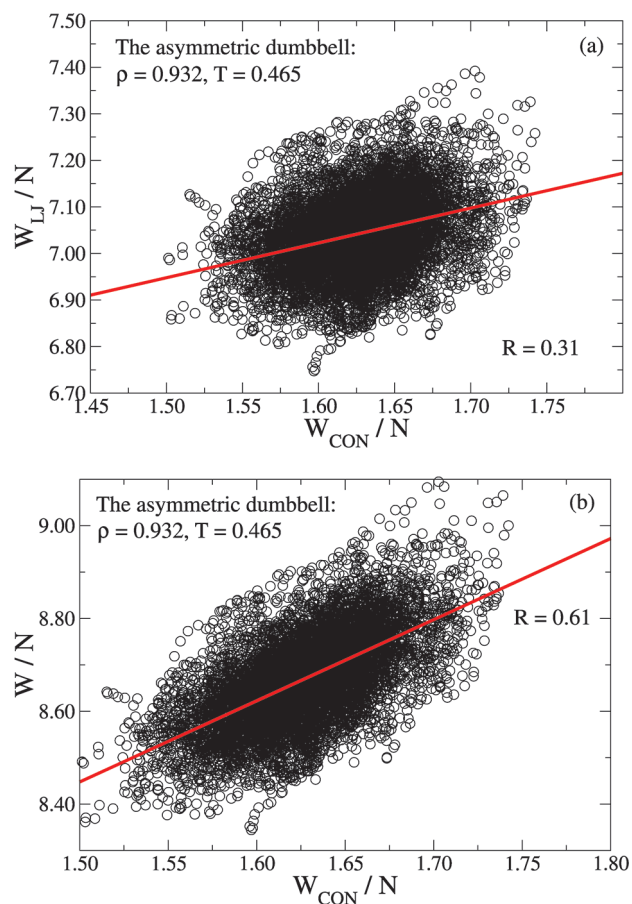 7.50
The asymmetric dumbbell:
(a)
ρ = 0.932, T = 0.465
7.40
7.30
7.20
7.10
7.00
6.90
6.80
6.70
W_LJ / N
R = 0.31
1.45
1.50
1.55
1.60
1.65
1.70
1.75
W_CON / N
The asymmetric dumbbell:
(b)
ρ = 0.932, T = 0.465
9.00
8.80
8.60
8.40
W / N
R = 0.61
1.50
1.55
1.60
1.65
1.70
1.75
1.80
W_CON / N